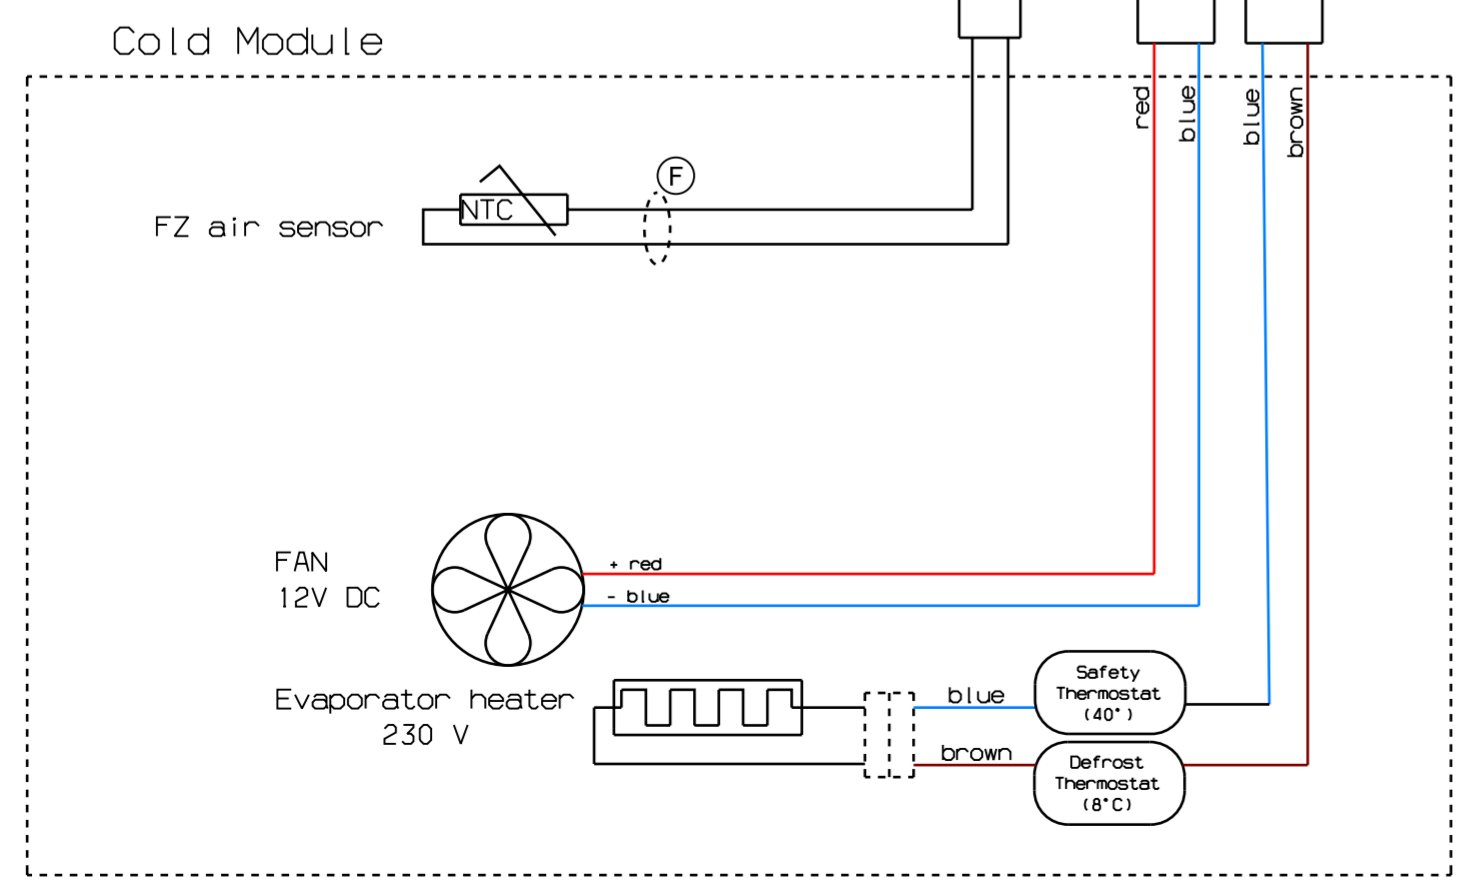 Cold Module
red
blue
blue
brown
F
NTC
FZ air sensor
FAN
12V DC
+ red
- blue
Evaporator heater
230 V
blue
brown
Safety
Thermostat
(40°)
Defrost
Thermostat
(8°C)